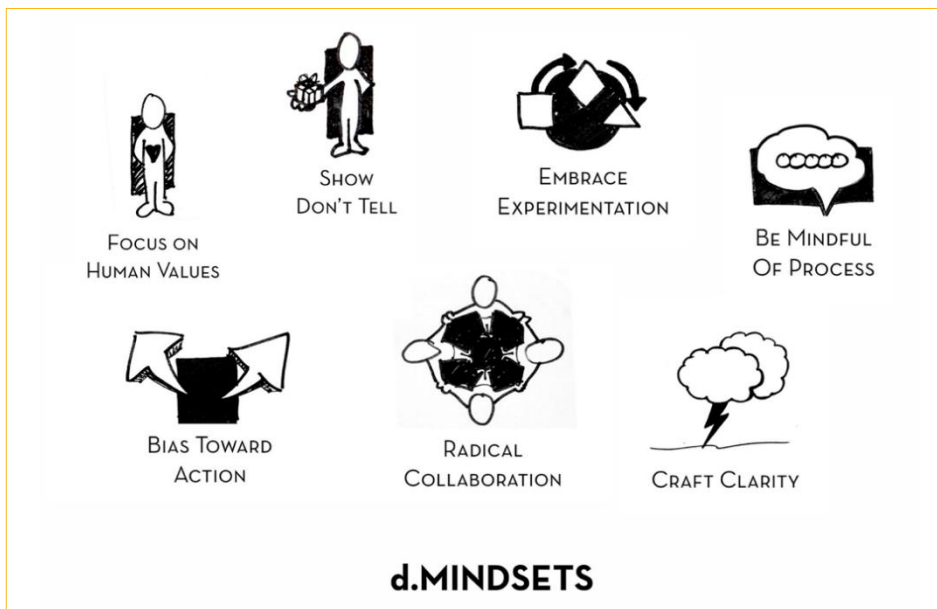 Focus on
Human Values
Show
Don't Tell
Embrace
Experimentation
Be Mindful
Of Process
Bias Toward
Action
Radical
Collaboration
Craft Clarity
d.MINDSETS